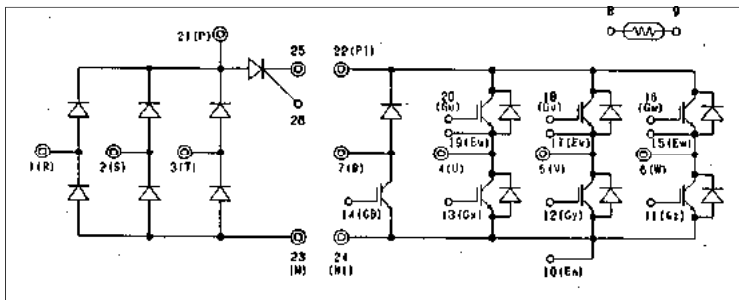 8 9
21(P)
25
22(P1)
26
20
(Gu)
18
(Gv)
16
(Gw)
19(Eu)
17(Ev)
15(Ew)
1(R)
2(S)
3(T)
7(B)
4(U)
5(V)
6(W)
14(GB)
13(Gx)
12(Gy)
11(Gz)
23
(N)
24
(N1)
10(En)